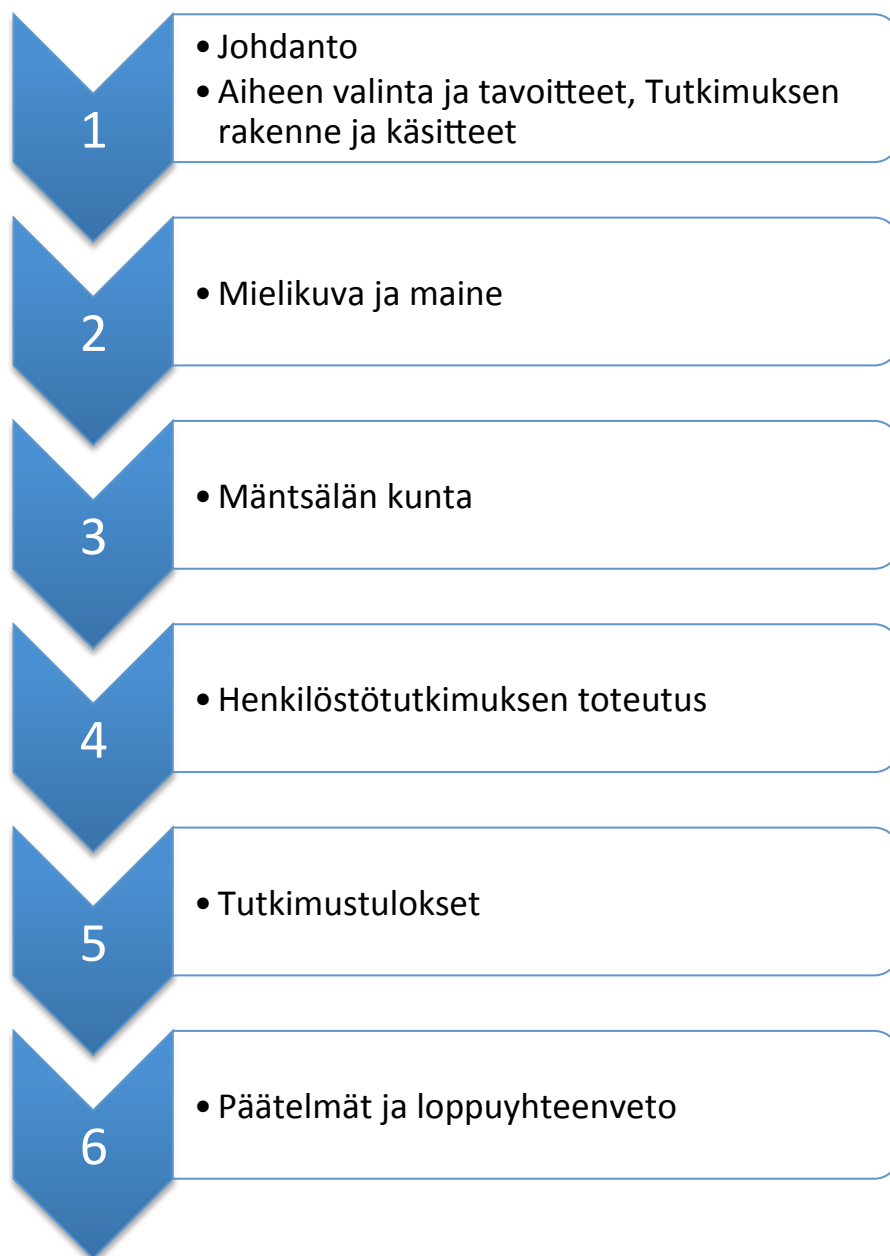 1
• Johdanto
• Aiheen valinta ja tavoitteet, Tutkimuksen
rakenne ja käsitteet
2
• Mielikuva ja maine
3
• Mäntsälän kunta
4
• Henkilöstötutkimuksen toteutus
5
• Tutkimustulokset
6
• Päätelmät ja loppuyhteenveto